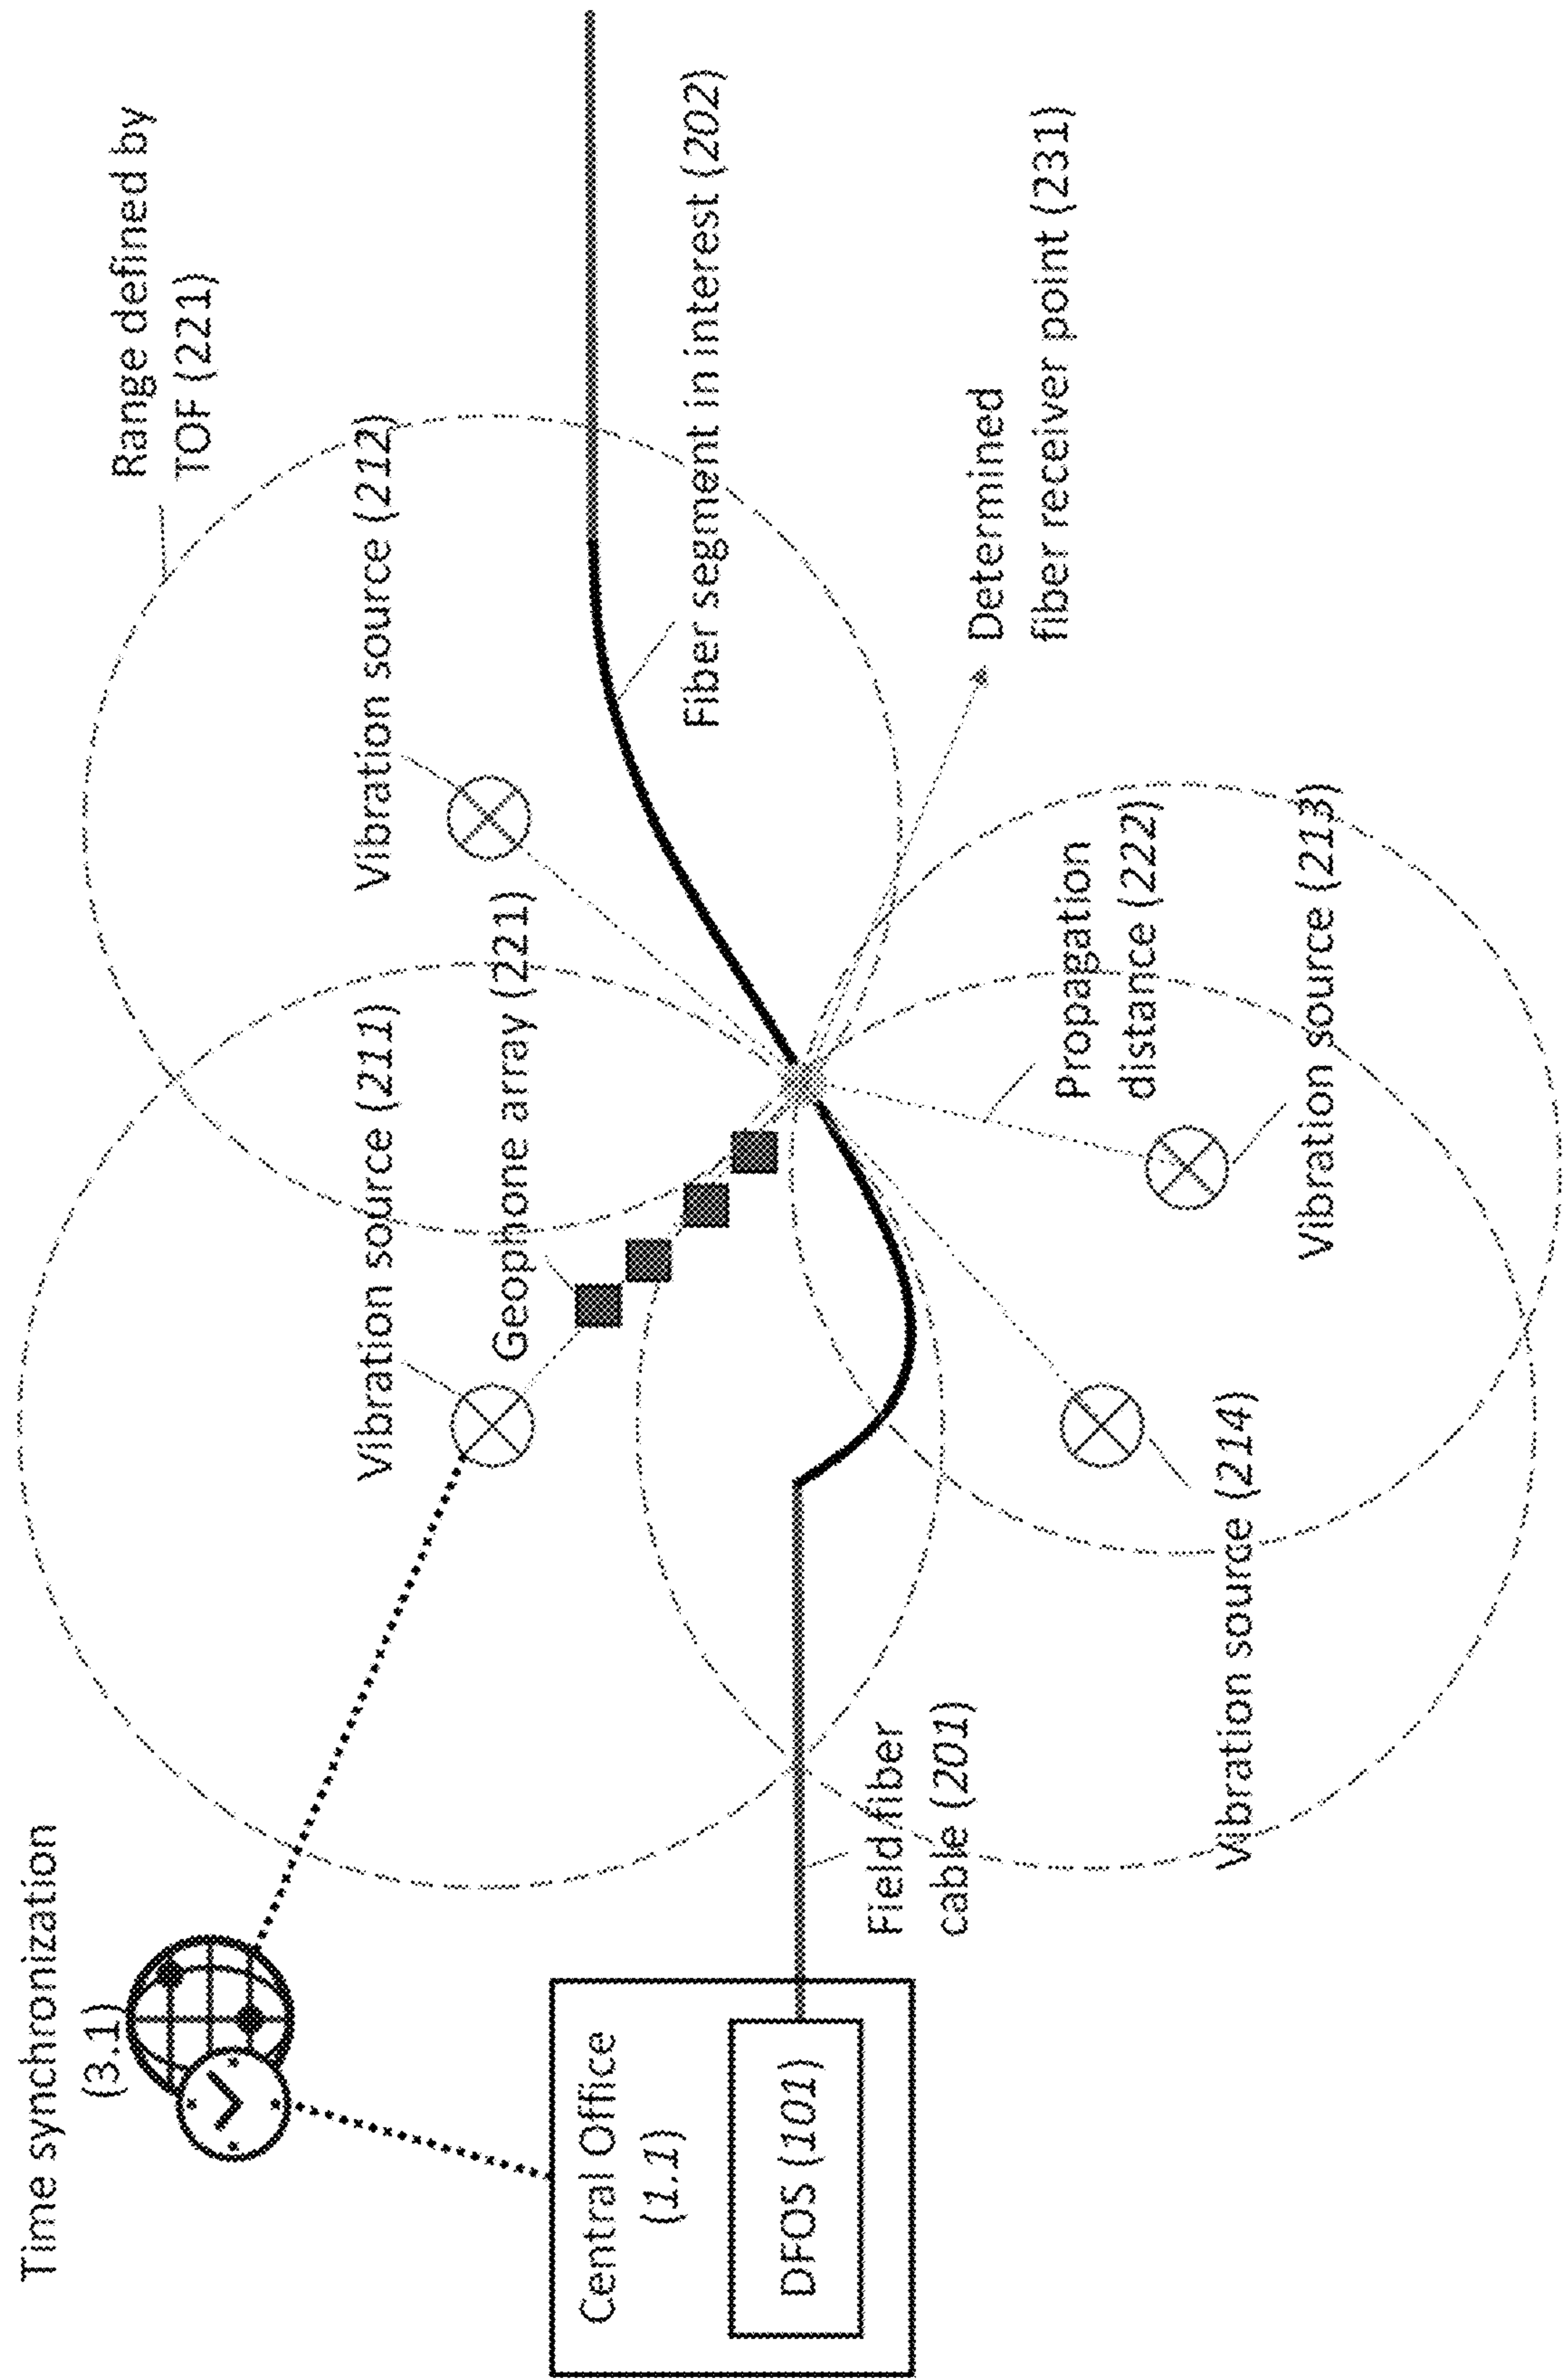 Time synchronization
(3.1)
Central Office
(1.1)
DFOS (101)
Field fiber
cable (201)
Vibration source (211)
Geophone array (221)
Vibration source (212)
Range defined by
TOF (221)
Fiber segment in interest (202)
Determined
fiber receiver point (231)
Propagation
distance (222)
Vibration source (213)
Vibration source (214)